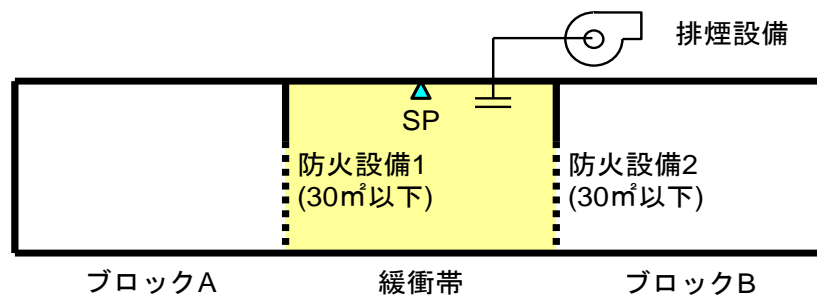 排煙設備
SP
防火設備1
(30㎡以下)
防火設備2
(30㎡以下)
ブロックA
緩衝帯
ブロックB